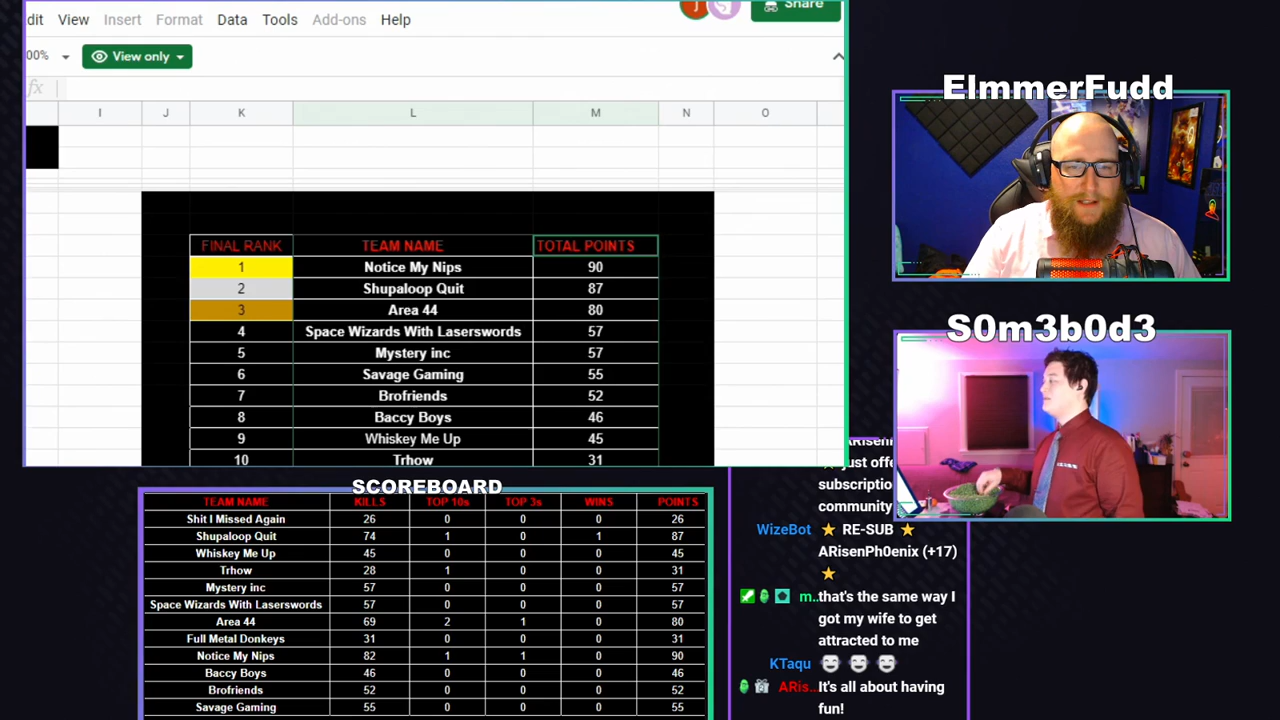 dit View Insert Format Data Tools Add-ons Help
Share
00% View only
fx
I J K L M N O
FINAL RANK TEAM NAME TOTAL POINTS
1 Notice My Nips 90
2 Shupaloop Quit 87
3 Area 44 80
4 Space Wizards With Laserswords 57
5 Mystery inc 57
6 Savage Gaming 55
7 Brofriends 52
8 Baccy Boys 46
9 Whiskey Me Up 45
10 Trhow 31
SCOREBOARD
TEAM NAME KILLS TOP 10s TOP 3s WINS POINTS
Shit I Missed Again 26 0 0 0 26
Shupaloop Quit 74 1 0 1 87
Whiskey Me Up 45 0 0 0 45
Trhow 28 1 0 0 31
Mystery inc 57 0 0 0 57
Space Wizards With Laserswords 57 0 0 0 57
Area 44 69 2 1 0 80
Full Metal Donkeys 31 0 0 0 31
Notice My Nips 82 1 1 0 90
Baccy Boys 46 0 0 0 46
Brofriends 52 0 0 0 52
Savage Gaming 55 0 0 0 55
ElmmerFudd
S0m3b0d3
ARisenP
just offe
subscriptio
community
WizeBot ⭐ RE-SUB ⭐
ARisenPh0enix (+17)
⭐
m.. that's the same way I
got my wife to get
attracted to me
KTaqu
ARis... It's all about having
fun!